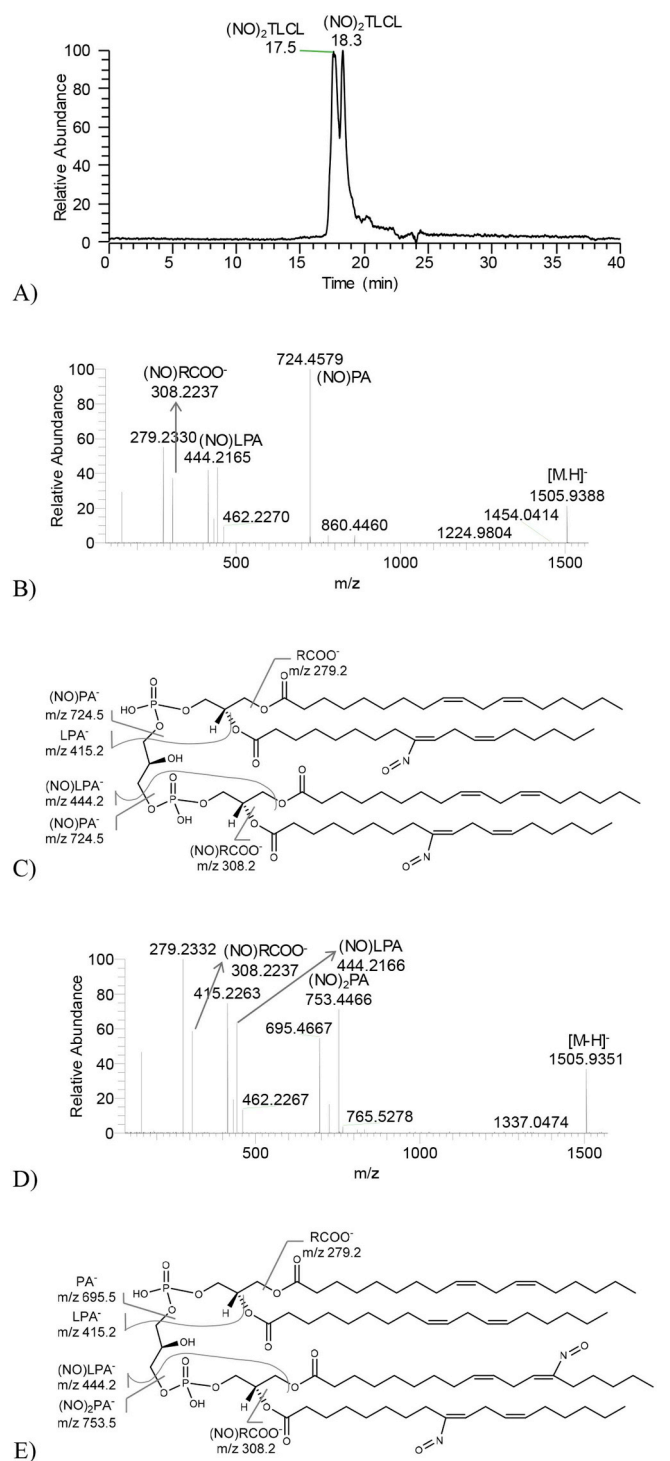 (NO)₂TLCL
17.5
(NO)₂TLCL
18.3
100
80
60
40
20
0
Relative Abundance
0 5 10 15 20 25 30 35 40
Time (min)
A)
724.4579
(NO)PA
(NO)RCOO⁻
308.2237
279.2330
(NO)LPA
444.2165
462.2270
860.4460
1224.9804
1454.0414
[M.H]⁻
1505.9388
100
80
60
40
20
0
Relative Abundance
500 1000 1500
m/z
B)
RCOO⁻
m/z 279.2
(NO)PA⁻
m/z 724.5
LPA⁻
m/z 415.2
(NO)LPA⁻
m/z 444.2
(NO)PA⁻
m/z 724.5
(NO)RCOO⁻
m/z 308.2
O
HO P O O
O H O
O
OH
O N
O
O P O O
OH H O
O
O N
C)
279.2332
(NO)RCOO⁻
308.2237
(NO)LPA
444.2166
415.2263
(NO)₂PA
753.4466
695.4667
462.2267
765.5278
1337.0474
[M-H]⁻
1505.9351
100
80
60
40
20
0
Relative Abundance
500 1000 1500
m/z
D)
RCOO⁻
m/z 279.2
PA⁻
m/z 695.5
LPA⁻
m/z 415.2
(NO)LPA⁻
m/z 444.2
(NO)₂PA⁻
m/z 753.5
(NO)RCOO⁻
m/z 308.2
O
HO P O O
O H O
O
OH
N O
O
O P O O
OH H O
O
O N
E)